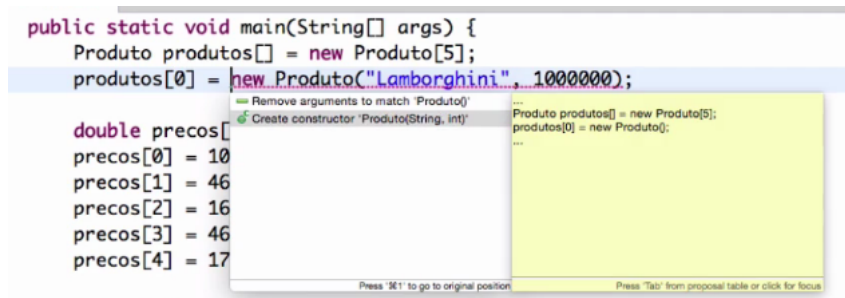 public static void main(String[] args) {
Produto produtos[] = new Produto[5];
produtos[0] = new Produto("Lamborghini", 1000000);
Remove arguments to match 'Produto()'
Create constructor 'Produto(String, int)'
...
Produto produtos[] = new Produto[5];
produtos[0] = new Produto();
...
double precos[
precos[0] = 10
precos[1] = 46
precos[2] = 16
precos[3] = 46
precos[4] = 17
Press '⌘1' to go to original position
Press 'Tab' from proposal table or click for focus